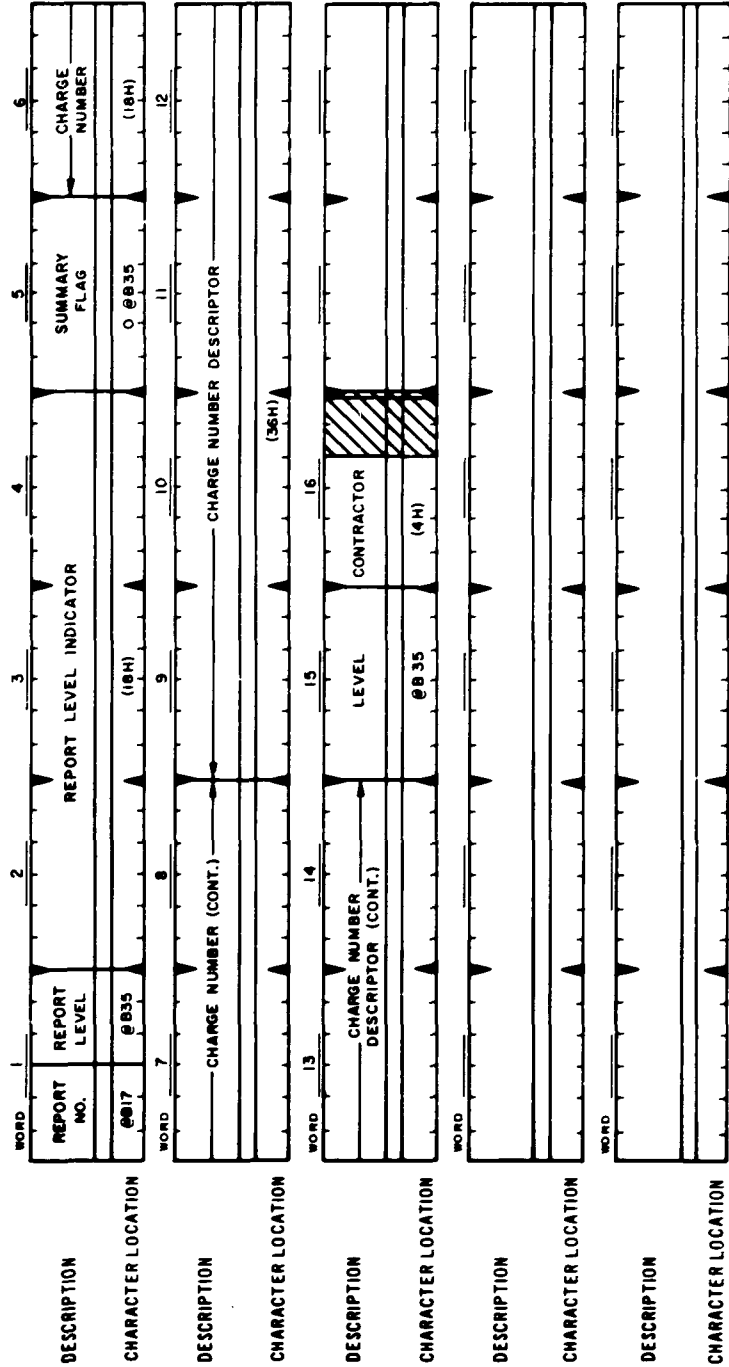 WORD 1 2 3 4 5 6
DESCRIPTION
REPORT NO.
REPORT LEVEL
REPORT LEVEL INDICATOR
SUMMARY FLAG
CHARGE NUMBER
CHARACTER LOCATION
@B17
@B35
(18H)
0 @B35
(18H)
WORD 7 8 9 10 11 12
DESCRIPTION
CHARGE NUMBER (CONT.)
CHARGE NUMBER DESCRIPTOR
CHARACTER LOCATION
(36H)
WORD 13 14 15 16
DESCRIPTION
CHARGE NUMBER
DESCRIPTOR (CONT.)
LEVEL
CONTRACTOR
CHARACTER LOCATION
@B35
(4H)
WORD
DESCRIPTION
CHARACTER LOCATION
WORD
DESCRIPTION
CHARACTER LOCATION